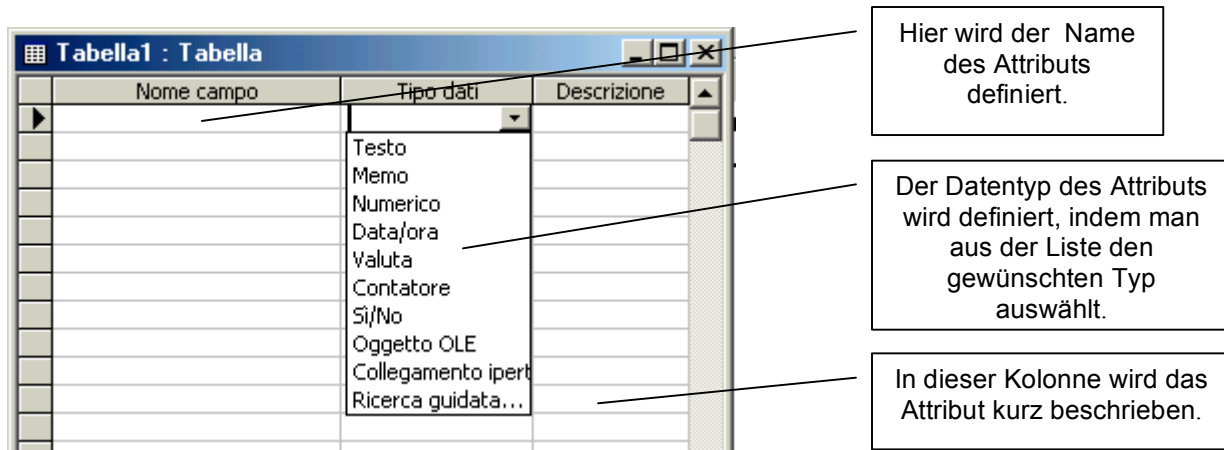 Tabella1 : Tabella
Nome campo Tipo dati Descrizione
Testo
Memo
Numerico
Data/ora
Valuta
Contatore
Sì/No
Oggetto OLE
Collegamento ipert
Ricerca guidata...
Hier wird der Name
des Attributs
definiert.
Der Datentyp des Attributs
wird definiert, indem man
aus der Liste den
gewünschten Typ
auswählt.
In dieser Kolonne wird das
Attribut kurz beschrieben.